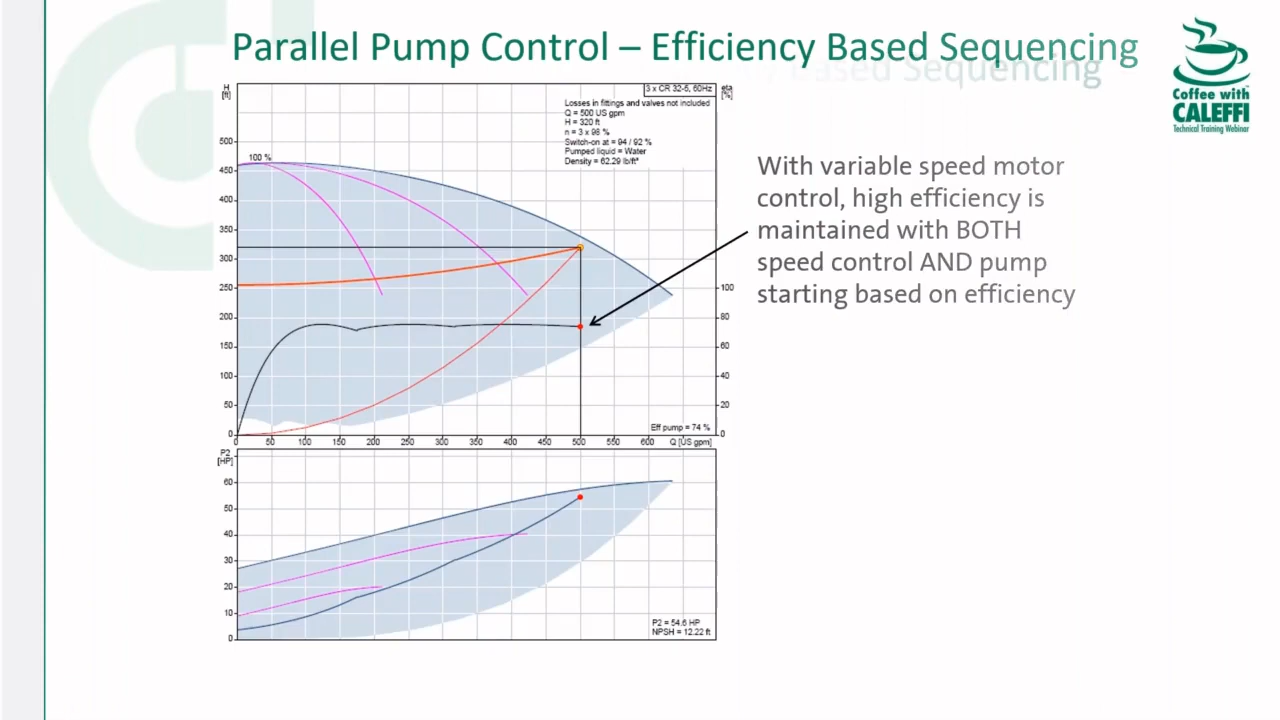 Parallel Pump Control – Efficiency Based Sequencing
Based Sequencing
Coffee with
CALEFFI
Technical Training Webinar
H
[ft]
3 x CR 32-6, 60Hz
eta
[%]
Losses in fittings and valves not included
Q = 500 US gpm
H = 320 ft
n = 3 x 98 %
Switch-on at = 94 / 92 %
Pumped liquid = Water
Density = 62.29 lb/ft³
100 %
500
450
400
350
300
250
200
150
100
50
0
100
80
60
40
20
0
Eff pump = 74 %
0 50 100 150 200 250 300 350 400 450 500 550 600 Q [US gpm]
With variable speed motor
control, high efficiency is
maintained with BOTH
speed control AND pump
starting based on efficiency
P2
[HP]
60
50
40
30
20
10
0
P2 = 54.6 HP
NPSH = 12.22 ft